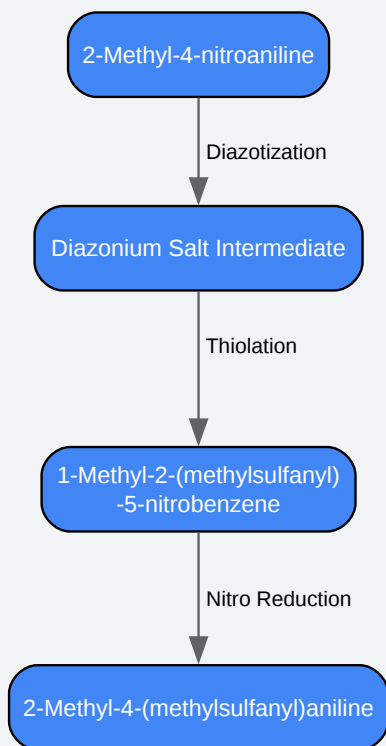 2-Methyl-4-nitroaniline
Diazotization
Diazonium Salt Intermediate
Thiolation
1-Methyl-2-(methylsulfanyl)
-5-nitrobenzene
Nitro Reduction
2-Methyl-4-(methylsulfanyl)aniline